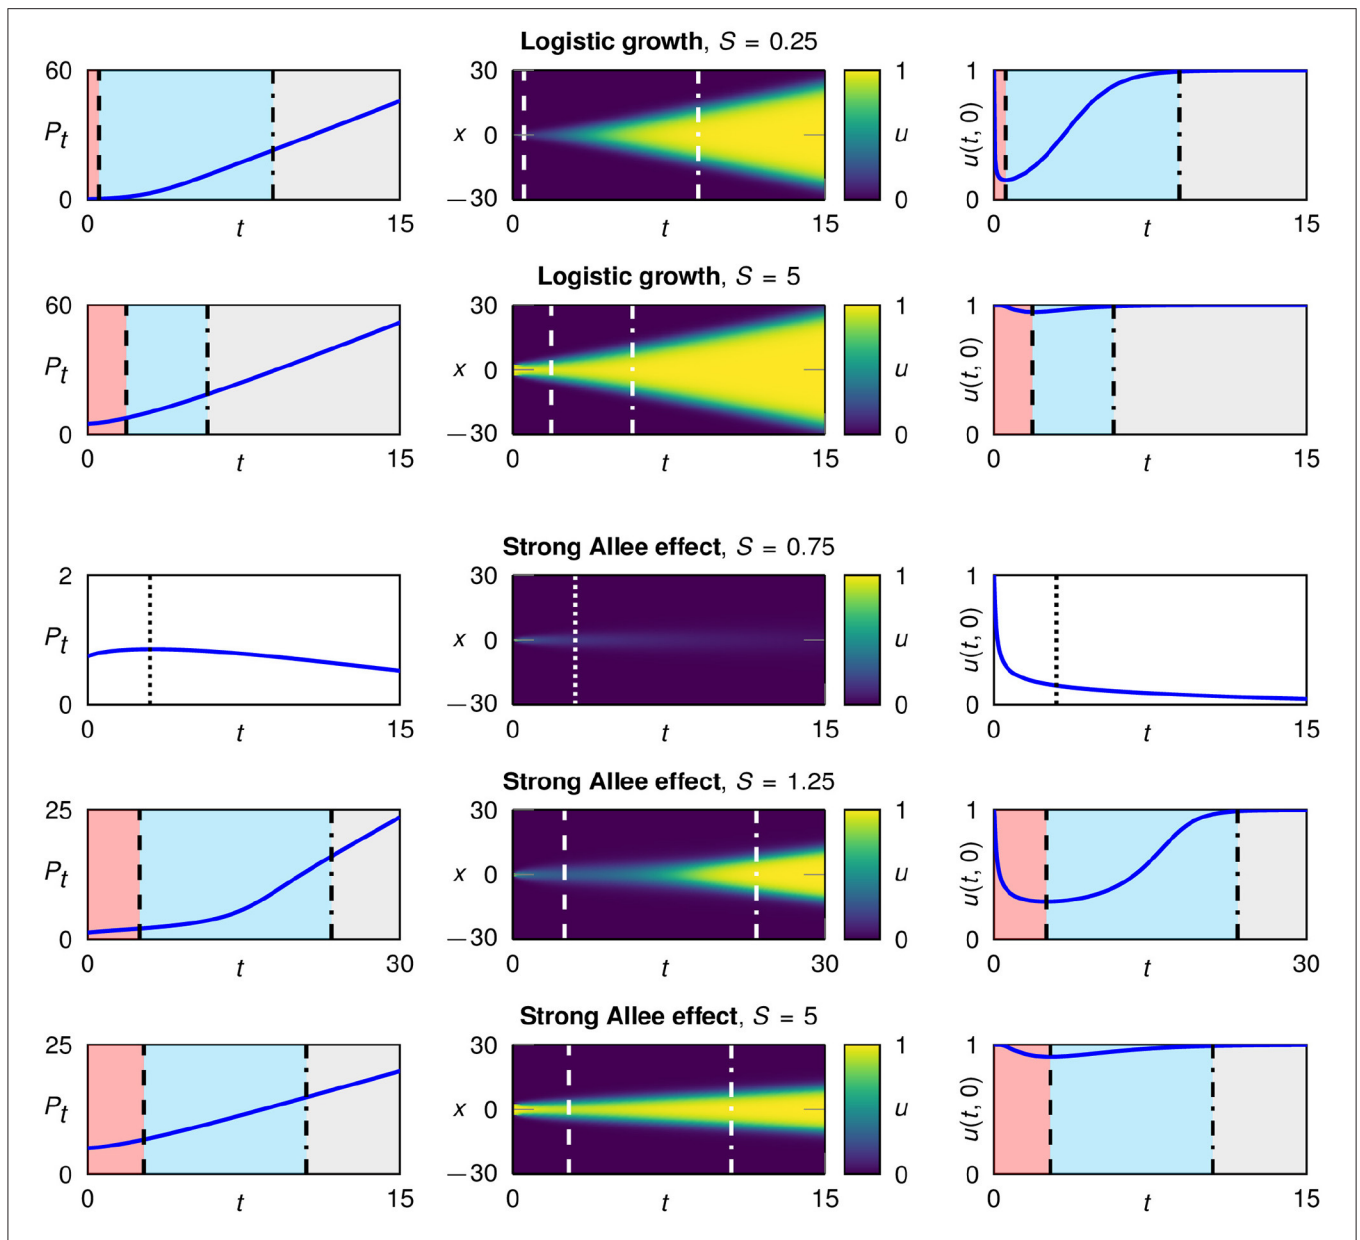 Logistic growth, S = 0.25
60 30 1 1
P_t x 0 u u(t, 0)
0 −30 0 0
0 15 0 15 0 15
t t t
Logistic growth, S = 5
60 30 1 1
P_t x 0 u u(t, 0)
0 −30 0 0
0 15 0 15 0 15
t t t
Strong Allee effect, S = 0.75
2 30 1 1
P_t x 0 u u(t, 0)
0 −30 0 0
0 15 0 15 0 15
t t t
Strong Allee effect, S = 1.25
25 30 1 1
P_t x 0 u u(t, 0)
0 −30 0 0
0 30 0 30 0 30
t t t
Strong Allee effect, S = 5
25 30 1 1
P_t x 0 u u(t, 0)
0 −30 0 0
0 15 0 15 0 15
t t t